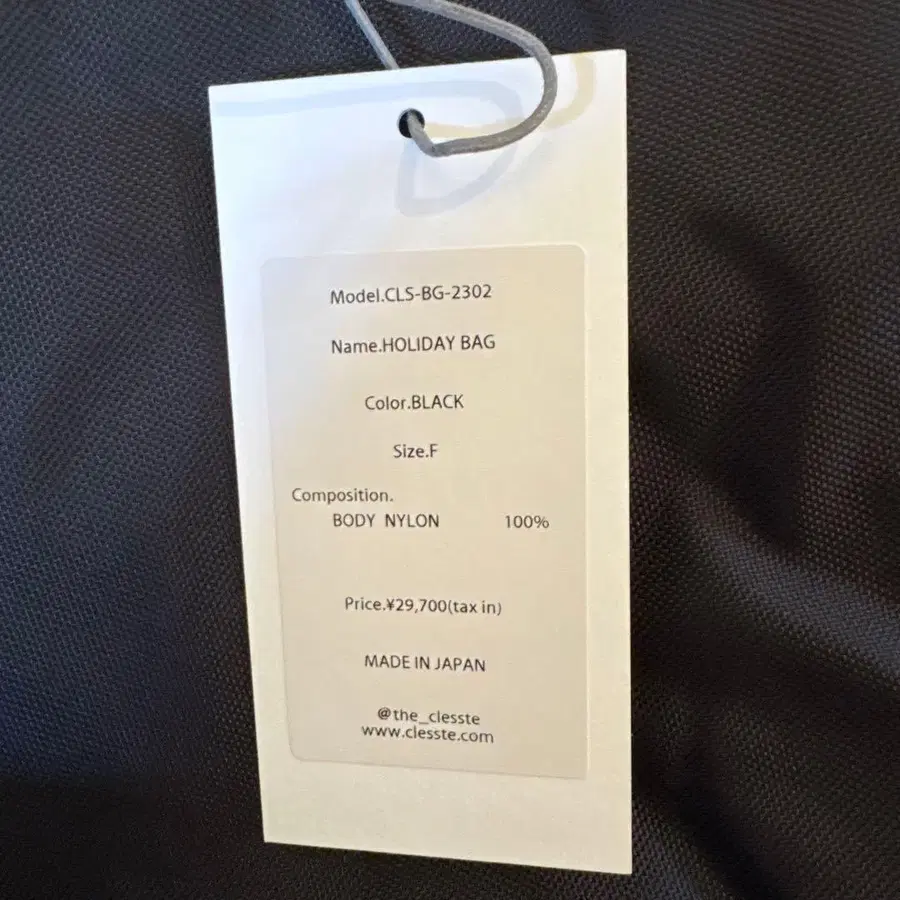 Model.CLS-BG-2302
Name.HOLIDAY BAG
Color.BLACK
Size.F
Composition.
BODY NYLON 100%
Price.¥29,700(tax in)
MADE IN JAPAN
@the_clesste
www.clesste.com